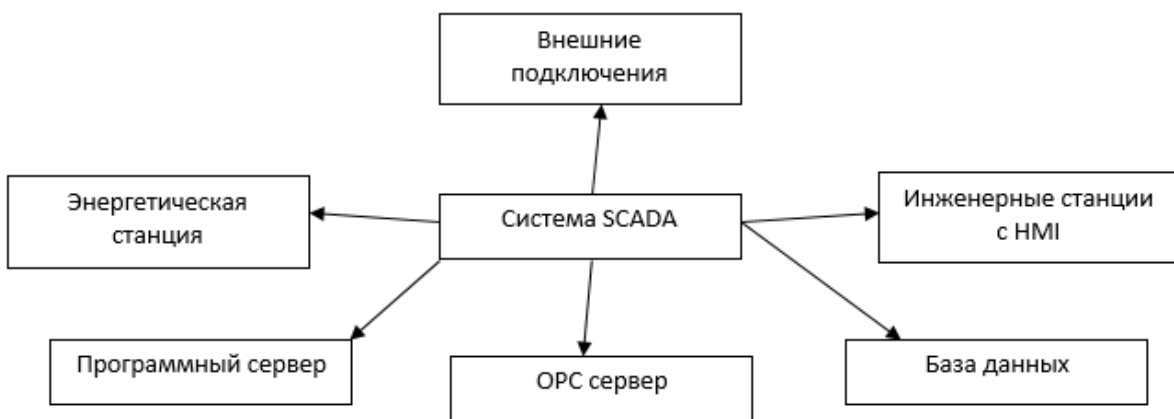 Внешние
подключения
Энергетическая
станция
Система SCADA
Инженерные станции
с HMI
Программный сервер
OPC сервер
База данных